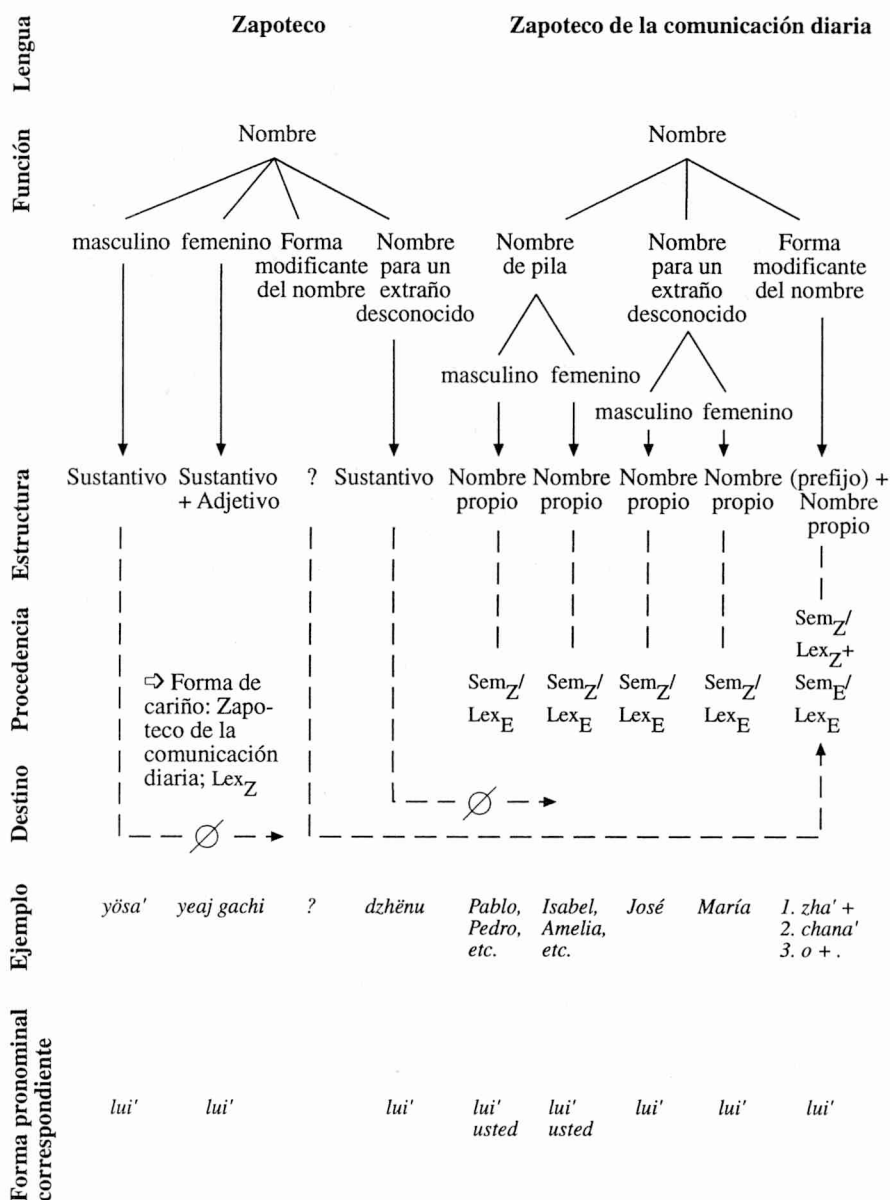 Lengua
Zapoteco Zapoteco de la comunicación diaria
Función
Nombre Nombre
masculino femenino Forma Nombre Nombre Nombre Forma
modificante para un de pila para un modificante
del nombre extraño extraño del nombre
desconocido desconocido
masculino femenino
masculino femenino
Estructura
Sustantivo Sustantivo ? Sustantivo Nombre Nombre Nombre Nombre (prefijo) +
+ Adjetivo propio propio propio propio Nombre
propio
Procedencia
SemZ/
LexZ+
⇨ Forma de SemZ/ SemZ/ SemZ/ SemZ/ SemE/
cariño: Zapo- LexE LexE LexE LexE LexE
teco de la
comunicación
diaria; LexZ
Destino
Ejemplo
yösa' yeaj gachi ? dzhënu Pablo, Isabel, José María 1. zha' +
Pedro, Amelia, 2. chana'
etc. etc. 3. o + .
Forma pronominal
correspondiente
lui' lui' lui' lui' lui' lui' lui' lui'
usted usted